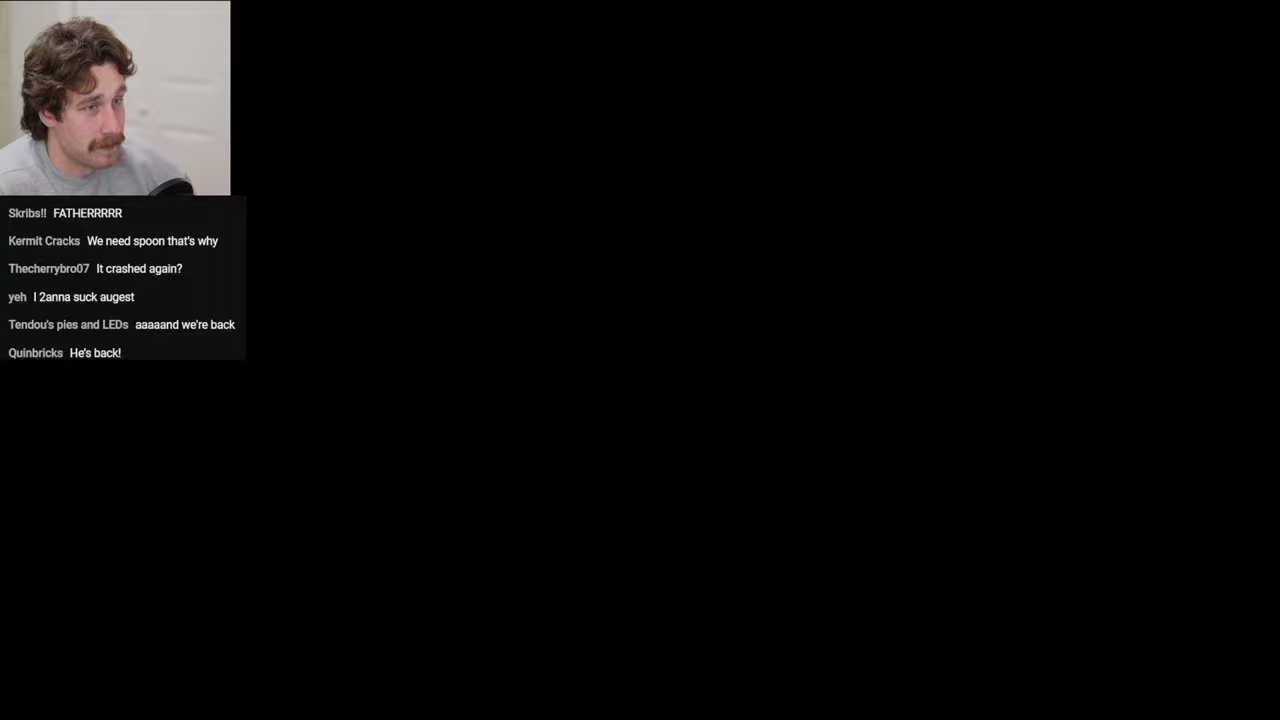 Skribs!! FATHERRRRR
Kermit Cracks We need spoon that's why
Thecherrybro07 It crashed again?
yeh I 2anna suck augest
Tendou's pies and LEDs aaaaand we're back
Quinbricks He's back!